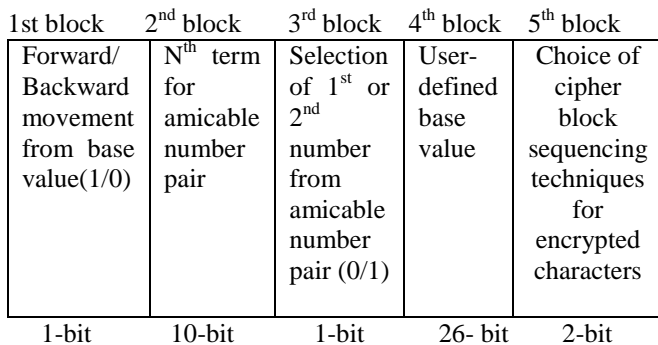 1st block 2nd block 3rd block 4th block 5th block
Forward/
Backward
movement
from base
value(1/0)
Nth term
for
amicable
number
pair
Selection
of 1st or
2nd
number
from
amicable
number
pair (0/1)
User-
defined
base
value
Choice of
cipher
block
sequencing
techniques
for
encrypted
characters
1-bit 10-bit 1-bit 26- bit 2-bit